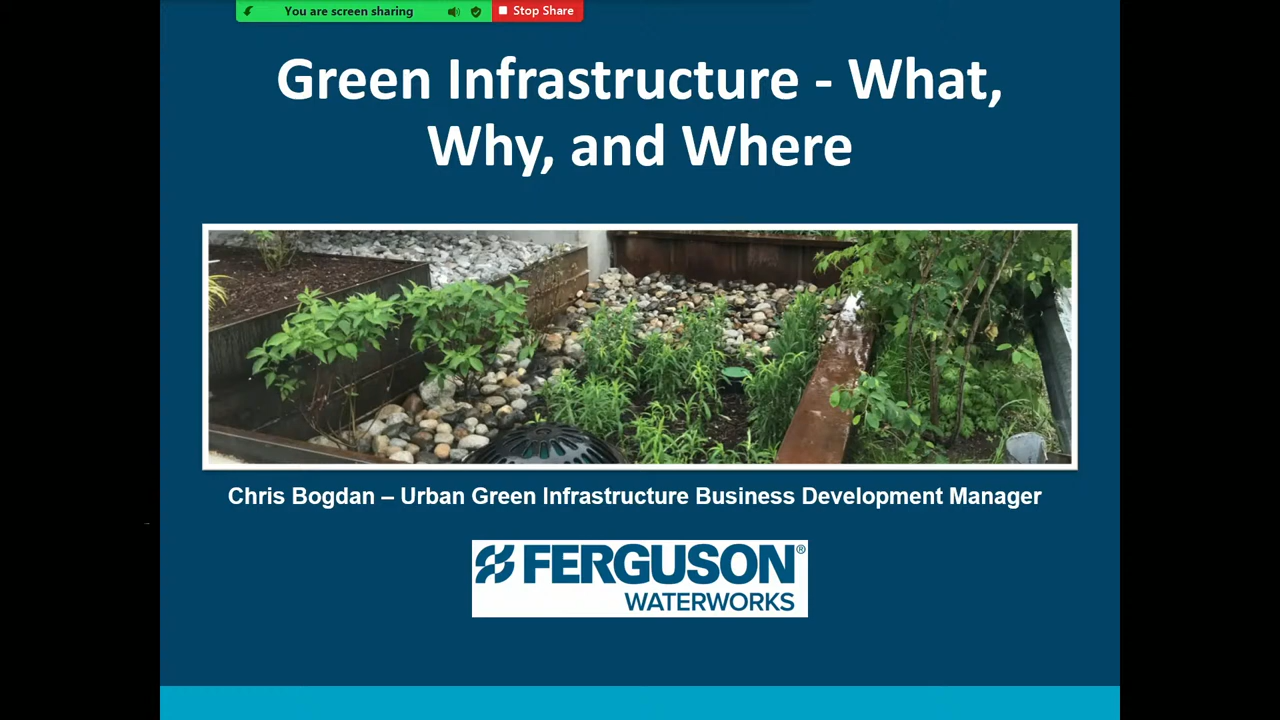 You are screen sharing
Stop Share
Green Infrastructure - What,
Why, and Where
Chris Bogdan – Urban Green Infrastructure Business Development Manager
FERGUSON®
WATERWORKS